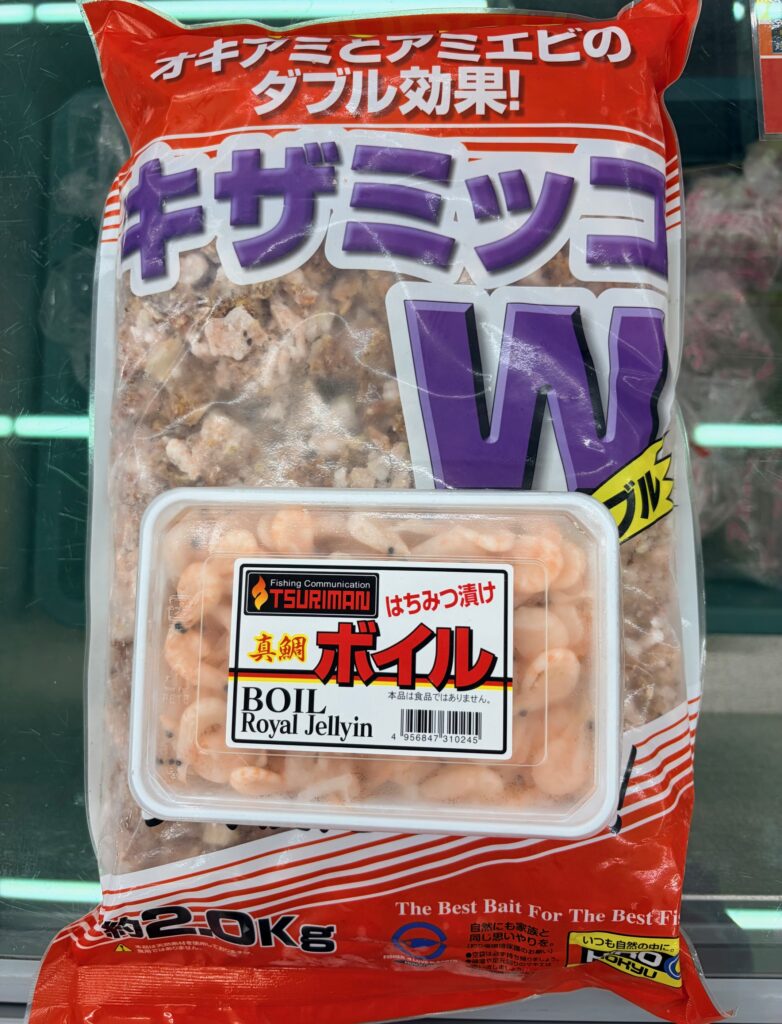 オキアミとアミエビの
ダブル効果!
キザミッコ
W
ブル
Fishing Communication
TSURIMAN
はちみつ漬け
真鯛
ボイル
本品は食品ではありません。
BOIL
Royal Jellyin
4 956847 310245
!
約2.0Kg
The Best Bait For The Best Fi
自然にも家族と
同じ思いやりを。
いつも自然の中に。
KOHYU